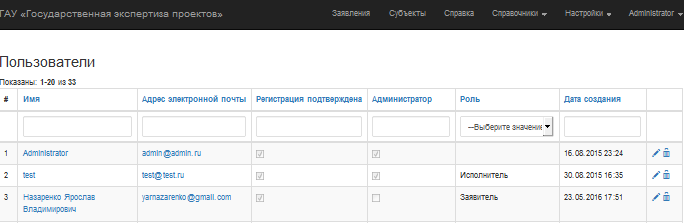 ГАУ «Государственная экспертиза проектов» Заявления Субъекты Справка Справочники Настройки Administrator
Пользователи
Показаны: 1-20 из 33
# Имя Адрес электронной почты Регистрация подтверждена Администратор Роль Дата создания
--Выберите значение
1 Administrator admin@admin.ru 16.08.2015 23:24
2 test test@test.ru Исполнитель 30.08.2015 16:35
3 Назаренко Ярослав yarnazarenko@gmail.com Заявитель 23.05.2016 17:51
Владимирович